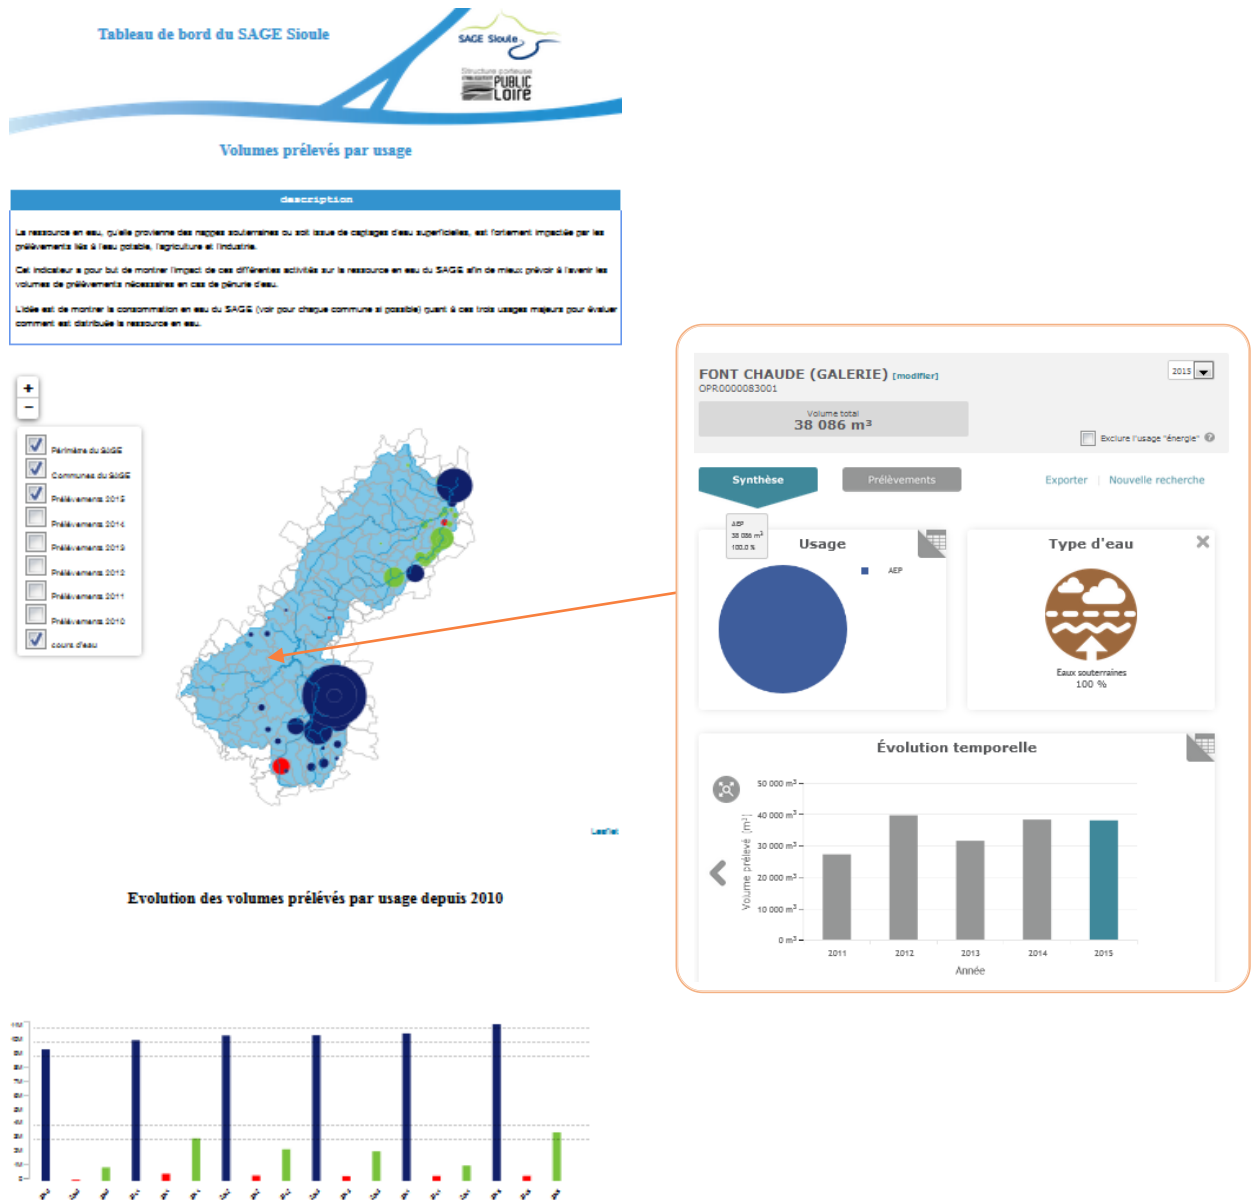 Tableau de bord du SAGE Sioule
SAGE Sioule
Structure porteuse
PUBLIC
LOIRE
Volumes prélevés par usage
description
La ressource en eau, qu'elle provienne des nappes souterraines ou soit issue de captages d'eau superficielles, est fortement impactée par les
prélèvements liés à l'eau potable, l'agriculture et l'industrie.
Cet indicateur a pour but de montrer l'impact de ces différentes activités sur la ressource en eau du SAGE afin de mieux prévoir à l'avenir les
volumes de prélèvements nécessaires en cas de pénurie d'eau.
L'idée est de montrer la consommation en eau du SAGE (voir pour chaque commune si possible) quant à ces trois usages majeurs pour évaluer
comment est distribuée la ressource en eau.
+
−
Périmètre du SAGE
Communes du SAGE
Prélèvements 2015
Prélèvements 2014
Prélèvements 2013
Prélèvements 2012
Prélèvements 2011
Prélèvements 2010
cours d'eau
Leaflet
FONT CHAUDE (GALERIE) [modifier]
OPR0000083001
2015
Volume total
38 086 m³
Exclure l'usage "énergie" ?
Synthèse
Prélèvements
Exporter | Nouvelle recherche
AEP
38 086 m³
100.0 %
Usage
AEP
Type d'eau
Eaux souterraines
100 %
Évolution temporelle
50 000 m³
40 000 m³
30 000 m³
20 000 m³
10 000 m³
0 m³
Volume prélevé [m³]
2011 2012 2013 2014 2015
Année
Evolution des volumes prélévés par usage depuis 2010